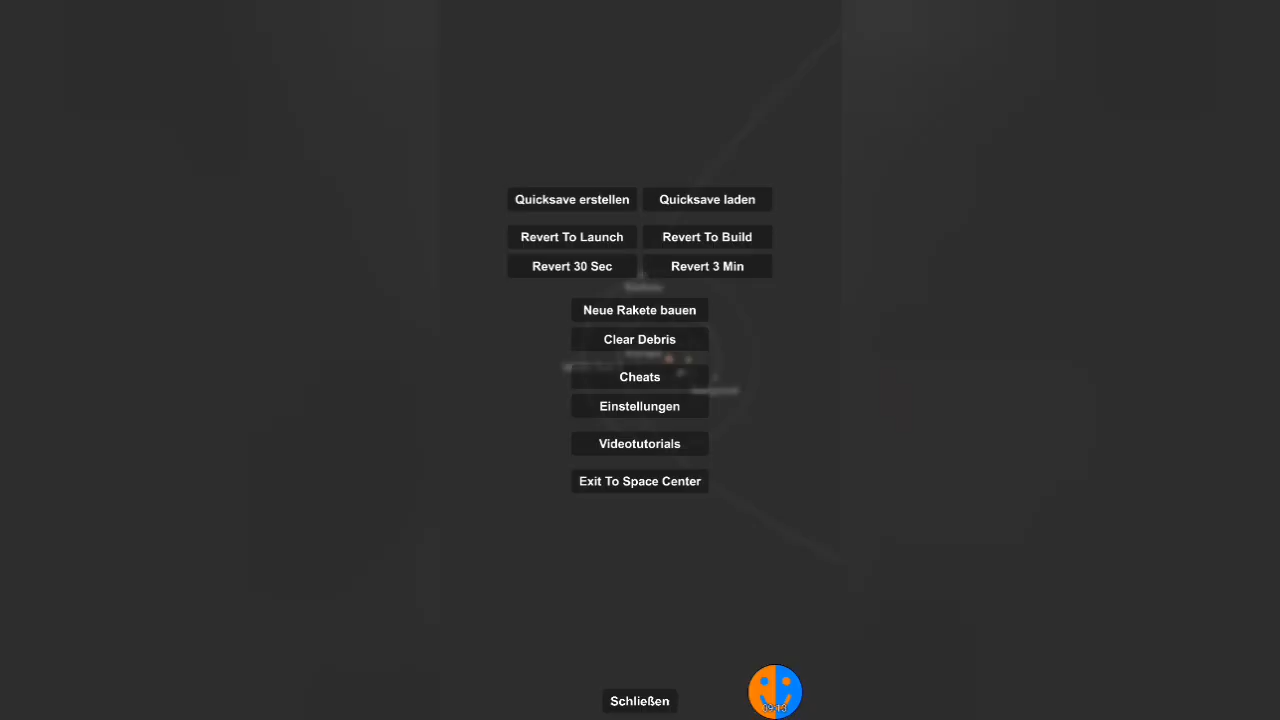 Quicksave erstellen Quicksave laden
Revert To Launch Revert To Build
Revert 30 Sec Revert 3 Min
Neue Rakete bauen
Clear Debris
Cheats
Einstellungen
Videotutorials
Exit To Space Center
Schließen